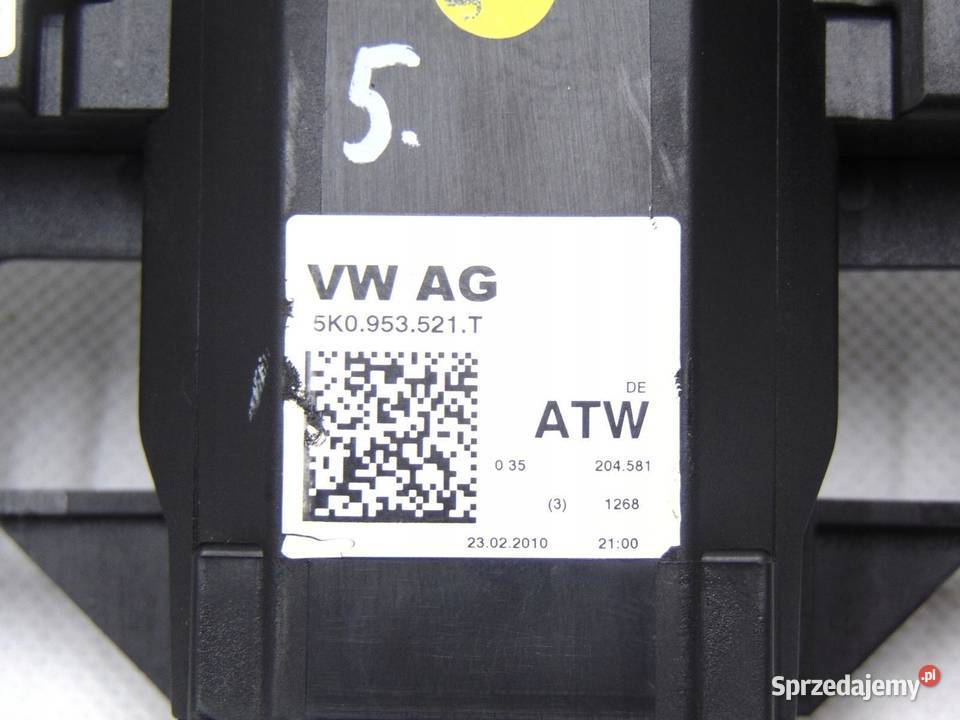 5.
VW AG
5K0.953.521.T
DE
ATW
0 35 204.581
(3) 1268
23.02.2010 21:00
Sprzedajemy.pl